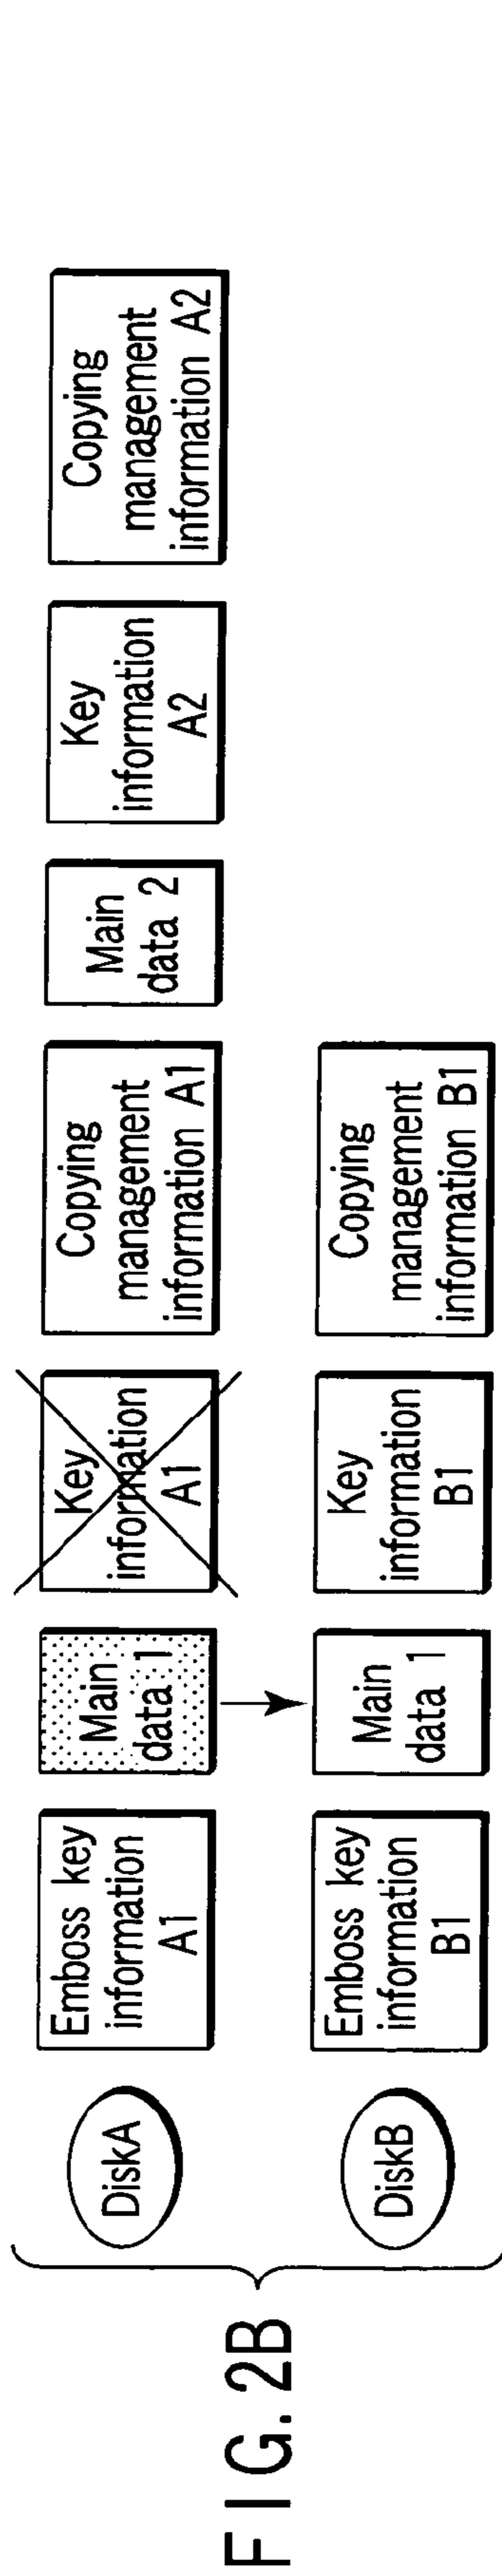 DiskA
Emboss key
information
A1
Main
data 1
Key
information
A1
Copying
management
information A1
Main
data 2
Key
information
A2
Copying
management
information A2
DiskB
Emboss key
information
B1
Main
data 1
Key
information
B1
Copying
management
information B1
FIG. 2B